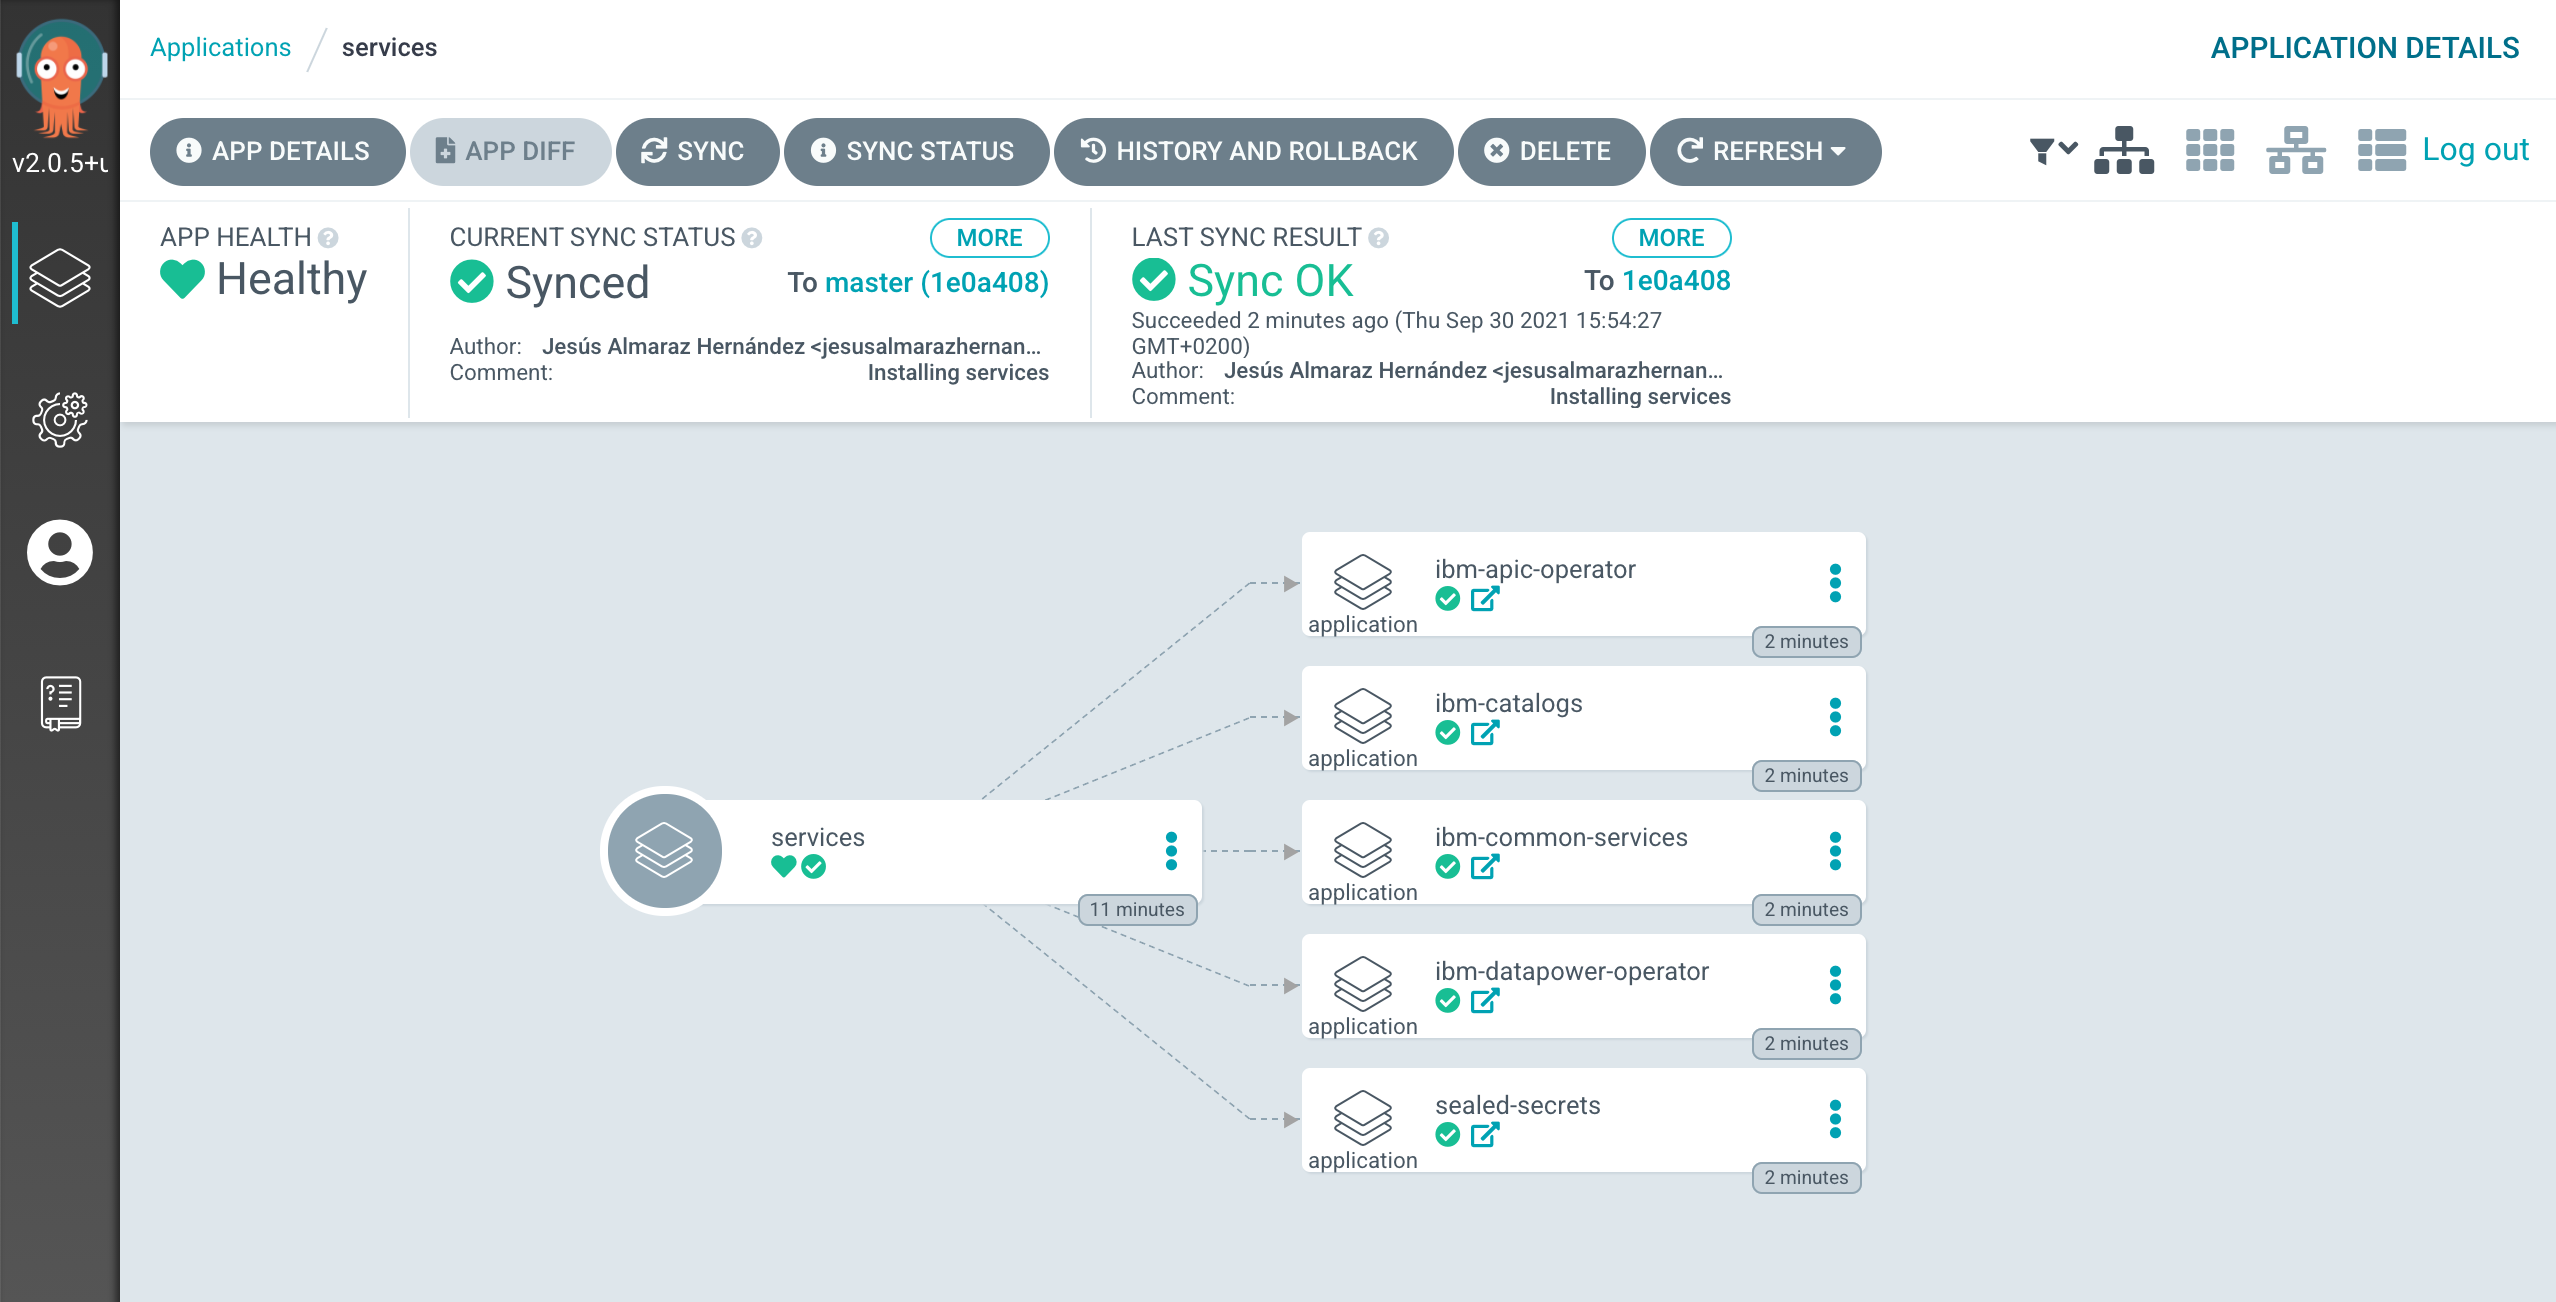 Applications / services
APPLICATION DETAILS
v2.0.5+u
APP DETAILS
APP DIFF
SYNC
SYNC STATUS
HISTORY AND ROLLBACK
DELETE
REFRESH
Log out
APP HEALTH
Healthy
CURRENT SYNC STATUS
MORE
Synced
To master (1e0a408)
Author: Jesús Almaraz Hernández <jesusalmarazhernan...
Comment: Installing services
LAST SYNC RESULT
MORE
Sync OK
To 1e0a408
Succeeded 2 minutes ago (Thu Sep 30 2021 15:54:27
GMT+0200)
Author: Jesús Almaraz Hernández <jesusalmarazhernan...
Comment: Installing services
services
11 minutes
ibm-apic-operator
application
2 minutes
ibm-catalogs
application
2 minutes
ibm-common-services
application
2 minutes
ibm-datapower-operator
application
2 minutes
sealed-secrets
application
2 minutes